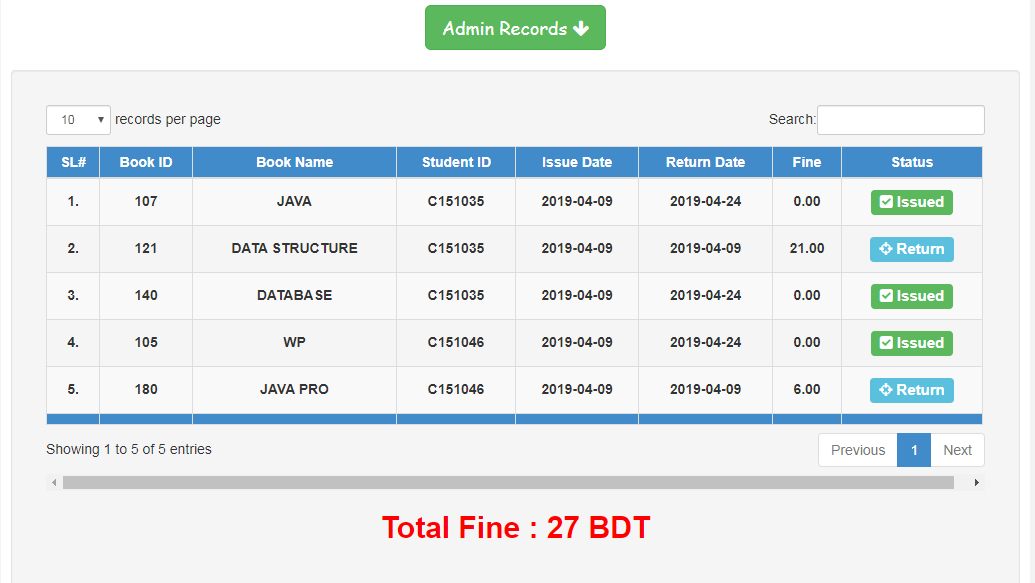 Admin Records
10 records per page Search:
SL# Book ID Book Name Student ID Issue Date Return Date Fine Status
1. 107 JAVA C151035 2019-04-09 2019-04-24 0.00 Issued
2. 121 DATA STRUCTURE C151035 2019-04-09 2019-04-09 21.00 Return
3. 140 DATABASE C151035 2019-04-09 2019-04-24 0.00 Issued
4. 105 WP C151046 2019-04-09 2019-04-24 0.00 Issued
5. 180 JAVA PRO C151046 2019-04-09 2019-04-09 6.00 Return
Showing 1 to 5 of 5 entries Previous 1 Next
Total Fine : 27 BDT